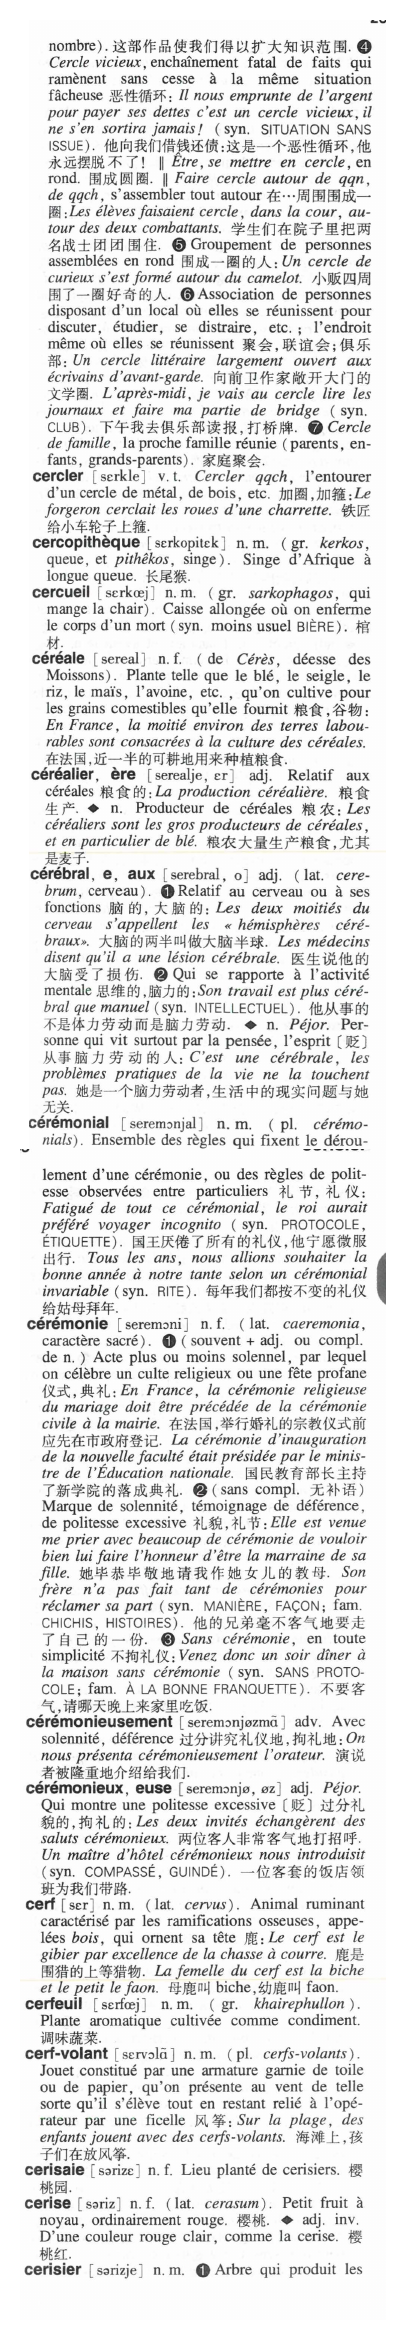 nombre). 这部作品使我们得以扩大知识范围. ❹
Cercle vicieux, enchaînement fatal de faits qui
ramènent sans cesse à la même situation
fâcheuse 恶性循环: Il nous emprunte de l'argent
pour payer ses dettes c'est un cercle vicieux, il
ne s'en sortira jamais! (syn. SITUATION SANS
ISSUE). 他向我们借钱还债:这是一个恶性循环,他
永远摆脱不了! ‖ Être, se mettre en cercle, en
rond. 围成圆圈. ‖ Faire cercle autour de qqn,
de qqch, s'assembler tout autour 在…周围围成一
圈:Les élèves faisaient cercle, dans la cour, au-
tour des deux combattants. 学生们在院子里把两
名战士团团围住. ❺ Groupement de personnes
assemblées en rond 围成一圈的人: Un cercle de
curieux s'est formé autour du camelot. 小贩四周
围了一圈好奇的人. ❻ Association de personnes
disposant d'un local où elles se réunissent pour
discuter, étudier, se distraire, etc. ; l'endroit
même où elles se réunissent 聚会,联谊会;俱乐
部: Un cercle littéraire largement ouvert aux
écrivains d'avant-garde. 向前卫作家敞开大门的
文学圈. L'après-midi, je vais au cercle lire les
journaux et faire ma partie de bridge ( syn.
CLUB). 下午我去俱乐部读报,打桥牌. ❼ Cercle
de famille, la proche famille réunie (parents, en-
fants, grands-parents). 家庭聚会.
cercler [sɛrkle] v. t. Cercler qqch, l'entourer
d'un cercle de métal, de bois, etc. 加圈,加箍:Le
forgeron cerclait les roues d'une charrette. 铁匠
给小车轮子上箍.
cercopithèque [sɛrkopitɛk] n. m. ( gr. kerkos,
queue, et pithêkos, singe). Singe d'Afrique à
longue queue. 长尾猴.
cercueil [sɛrkœj] n. m. ( gr. sarkophagos, qui
mange la chair). Caisse allongée où on enferme
le corps d'un mort (syn. moins usuel BIÈRE). 棺
材.
céréale [sereal] n. f. ( de Cérès, déesse des
Moissons). Plante telle que le blé, le seigle, le
riz, le maïs, l'avoine, etc. , qu'on cultive pour
les grains comestibles qu'elle fournit 粮食,谷物:
En France, la moitié environ des terres labou-
rables sont consacrées à la culture des céréales.
在法国,近一半的可耕地用来种植粮食.
céréalier, ère [serealje, ɛr] adj. Relatif aux
céréales 粮食的: La production céréalière. 粮食
生产. ◆ n. Producteur de céréales 粮农: Les
céréaliers sont les gros producteurs de céréales,
et en particulier de blé. 粮农大量生产粮食,尤其
是麦子.
cérébral, e, aux [serebral, o] adj. ( lat. cere-
brum, cerveau). ❶ Relatif au cerveau ou à ses
fonctions 脑的, 大脑的: Les deux moitiés du
cerveau s'appellent les « hémisphères céré-
braux». 大脑的两半叫做大脑半球. Les médecins
disent qu'il a une lésion cérébrale. 医生说他的
大脑受了损伤. ❷ Qui se rapporte à l'activité
mentale 思维的,脑力的:Son travail est plus céré-
bral que manuel (syn. INTELLECTUEL). 他从事的
不是体力劳动而是脑力劳动. ◆ n. Péjor. Per-
sonne qui vit surtout par la pensée, l'esprit〔贬〕
从事脑力劳动的人: C'est une cérébrale, les
problèmes pratiques de la vie ne la touchent
pas. 她是一个脑力劳动者,生活中的现实问题与她
无关.
cérémonial [seremɔnjal] n. m. ( pl. cérémo-
nials). Ensemble des règles qui fixent le dérou-
lement d'une cérémonie, ou des règles de polit-
esse observées entre particuliers 礼节, 礼仪:
Fatigué de tout ce cérémonial, le roi aurait
préféré voyager incognito ( syn. PROTOCOLE,
ÉTIQUETTE). 国王厌倦了所有的礼仪,他宁愿微服
出行. Tous les ans, nous allions souhaiter la
bonne année à notre tante selon un cérémonial
invariable (syn. RITE). 每年我们都按不变的礼仪
给姑母拜年.
cérémonie [seremɔni] n. f. ( lat. caeremonia,
caractère sacré). ❶ ( souvent + adj. ou compl.
de n. ) Acte plus ou moins solennel, par lequel
on célèbre un culte religieux ou une fête profane
仪式,典礼: En France, la cérémonie religieuse
du mariage doit être précédée de la cérémonie
civile à la mairie. 在法国,举行婚礼的宗教仪式前
应先在市政府登记. La cérémonie d'inauguration
de la nouvelle faculté était présidée par le minis-
tre de l'Éducation nationale. 国民教育部长主持
了新学院的落成典礼. ❷ (sans compl. 无补语)
Marque de solennité, témoignage de déférence,
de politesse excessive 礼貌,礼节:Elle est venue
me prier avec beaucoup de cérémonie de vouloir
bien lui faire l'honneur d'être la marraine de sa
fille. 她毕恭毕敬地请我作她女儿的教母. Son
frère n'a pas fait tant de cérémonies pour
réclamer sa part (syn. MANIÈRE, FAÇON; fam.
CHICHIS, HISTOIRES). 他的兄弟毫不客气地要走
了自己的一份. ❸ Sans cérémonie, en toute
simplicité 不拘礼仪:Venez donc un soir dîner à
la maison sans cérémonie ( syn. SANS PROTO-
COLE; fam. À LA BONNE FRANQUETTE). 不要客
气,请哪天晚上来家里吃饭.
cérémonieusement [seremɔnjøzmɑ̃] adv. Avec
solennité, déférence 过分讲究礼仪地,拘礼地:On
nous présenta cérémonieusement l'orateur. 演说
者被隆重地介绍给我们.
cérémonieux, euse [seremɔnjø, øz] adj. Péjor.
Qui montre une politesse excessive〔贬〕过分礼
貌的,拘礼的: Les deux invités échangèrent des
saluts cérémonieux. 两位客人非常客气地打招呼.
Un maître d'hôtel cérémonieux nous introduisit
(syn. COMPASSÉ, GUINDÉ). 一位客套的饭店领
班为我们带路.
cerf [sɛr] n. m. (lat. cervus). Animal ruminant
caractérisé par les ramifications osseuses, appe-
lées bois, qui ornent sa tête 鹿: Le cerf est le
gibier par excellence de la chasse à courre. 鹿是
围猎的上等猎物. La femelle du cerf est la biche
et le petit le faon. 母鹿叫 biche,幼鹿叫 faon.
cerfeuil [sɛrfœj] n. m. ( gr. khairephullon ).
Plante aromatique cultivée comme condiment.
调味蔬菜.
cerf-volant [sɛrvɔlɑ̃] n. m. ( pl. cerfs-volants).
Jouet constitué par une armature garnie de toile
ou de papier, qu'on présente au vent de telle
sorte qu'il s'élève tout en restant relié à l'opé-
rateur par une ficelle 风筝: Sur la plage, des
enfants jouent avec des cerfs-volants. 海滩上,孩
子们在放风筝.
cerisaie [sərizɛ] n. f. Lieu planté de cerisiers. 樱
桃园.
cerise [səriz] n. f. (lat. cerasum). Petit fruit à
noyau, ordinairement rouge. 樱桃. ◆ adj. inv.
D'une couleur rouge clair, comme la cerise. 樱
桃红.
cerisier [sərizje] n. m. ❶ Arbre qui produit les